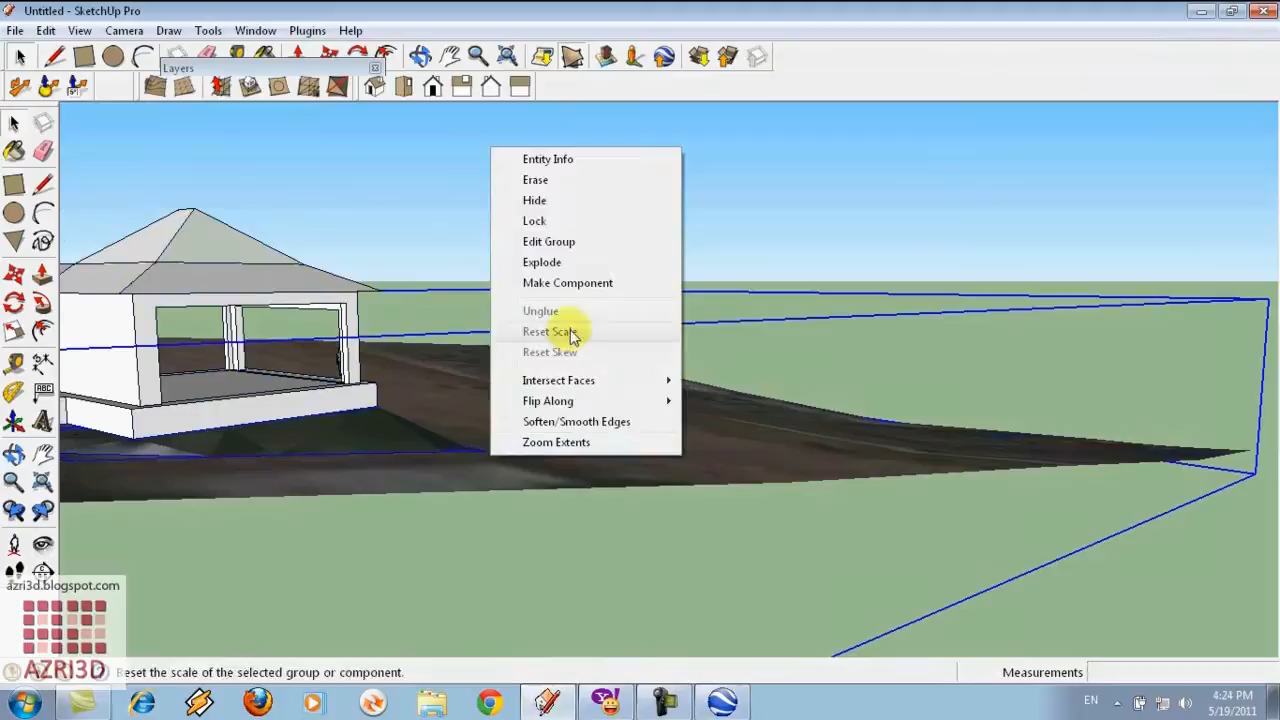 Untitled - SketchUp Pro
File Edit View Camera Draw Tools Window Plugins Help
Layers
Entity Info
Erase
Hide
Lock
Edit Group
Explode
Make Component
Unglue
Reset Scale
Reset Skew
Intersect Faces
Flip Along
Soften/Smooth Edges
Zoom Extents
ABC
azri3d.blogspot.com
AZRI3D
Reset the scale of the selected group or component.
Measurements
EN
4:24 PM
5/19/2011